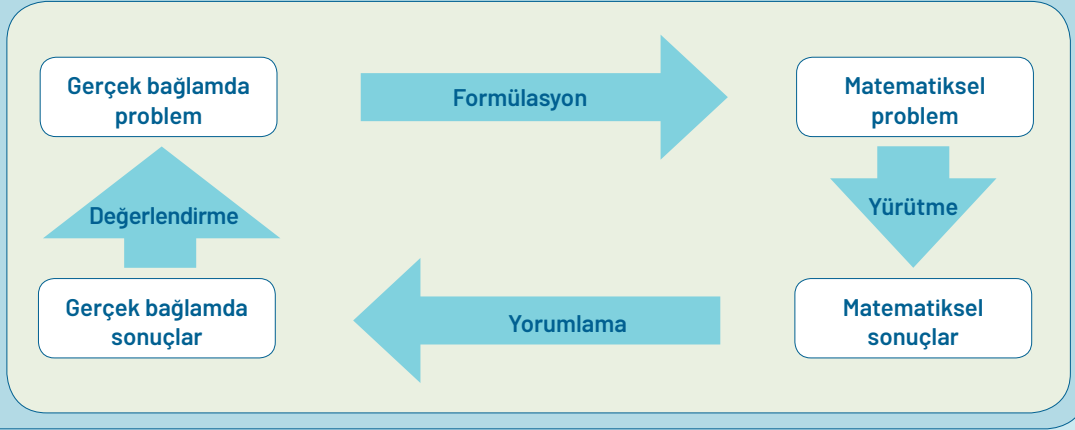 Gerçek bağlamda
problem
Formülasyon
Matematiksel
problem
Değerlendirme
Yürütme
Gerçek bağlamda
sonuçlar
Yorumlama
Matematiksel
sonuçlar